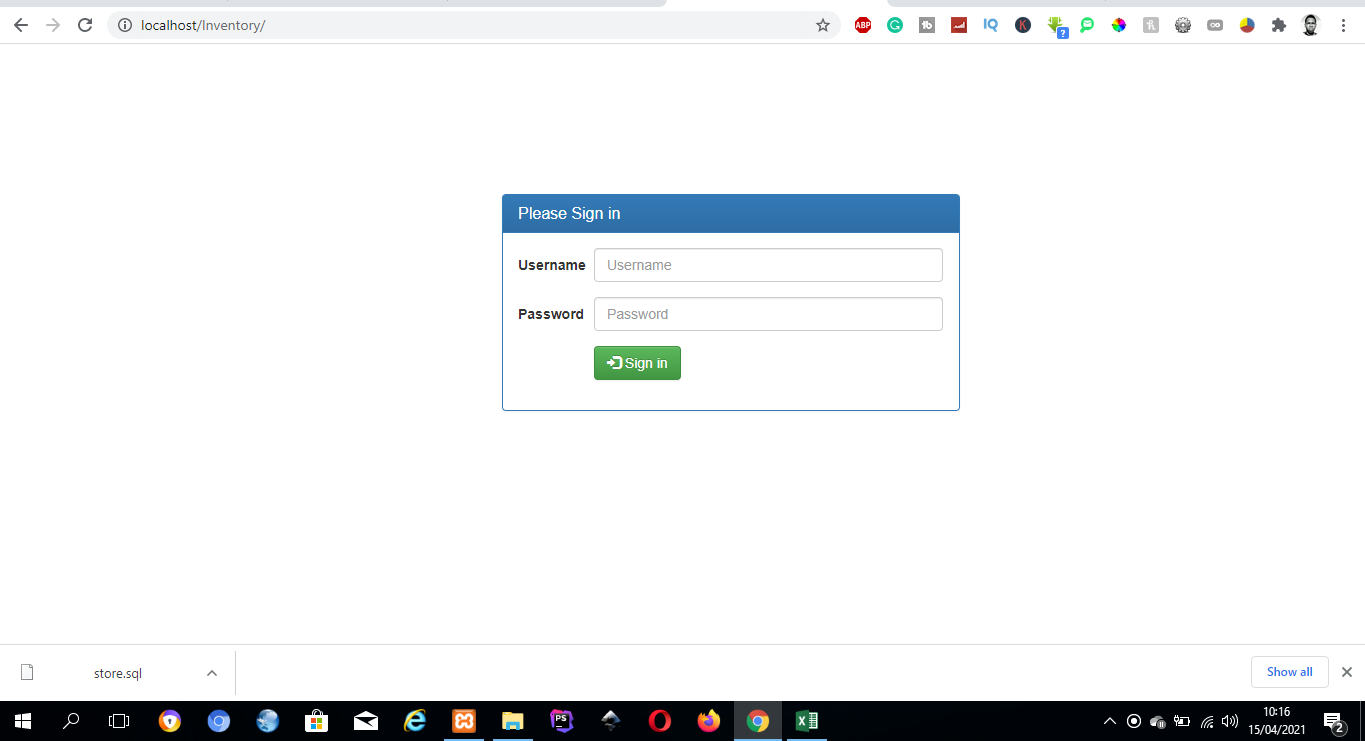 localhost/Inventory/
ABP
IQ
K
?
Please Sign in
Username Username
Password Password
Sign in
store.sql
Show all
PS
10:16
15/04/2021
2